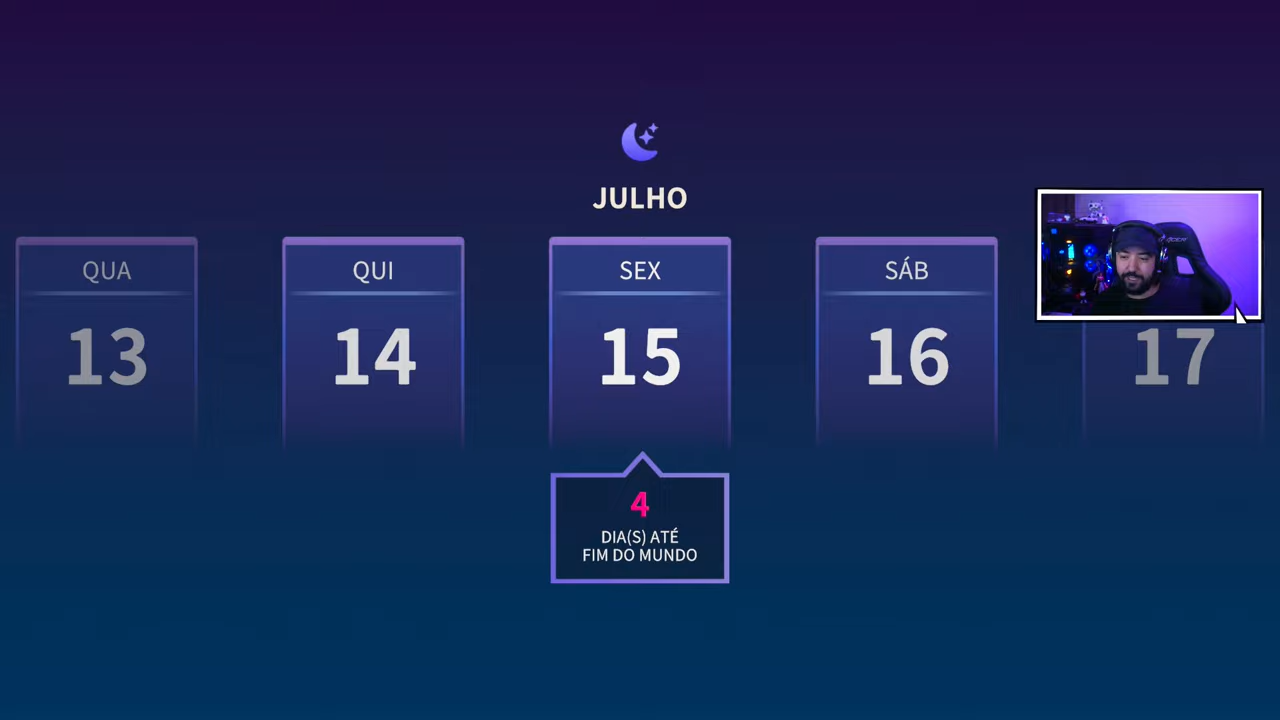 JULHO
QUA
QUI
SEX
SÁB
13
14
15
16
17
4
DIA(S) ATÉ
FIM DO MUNDO